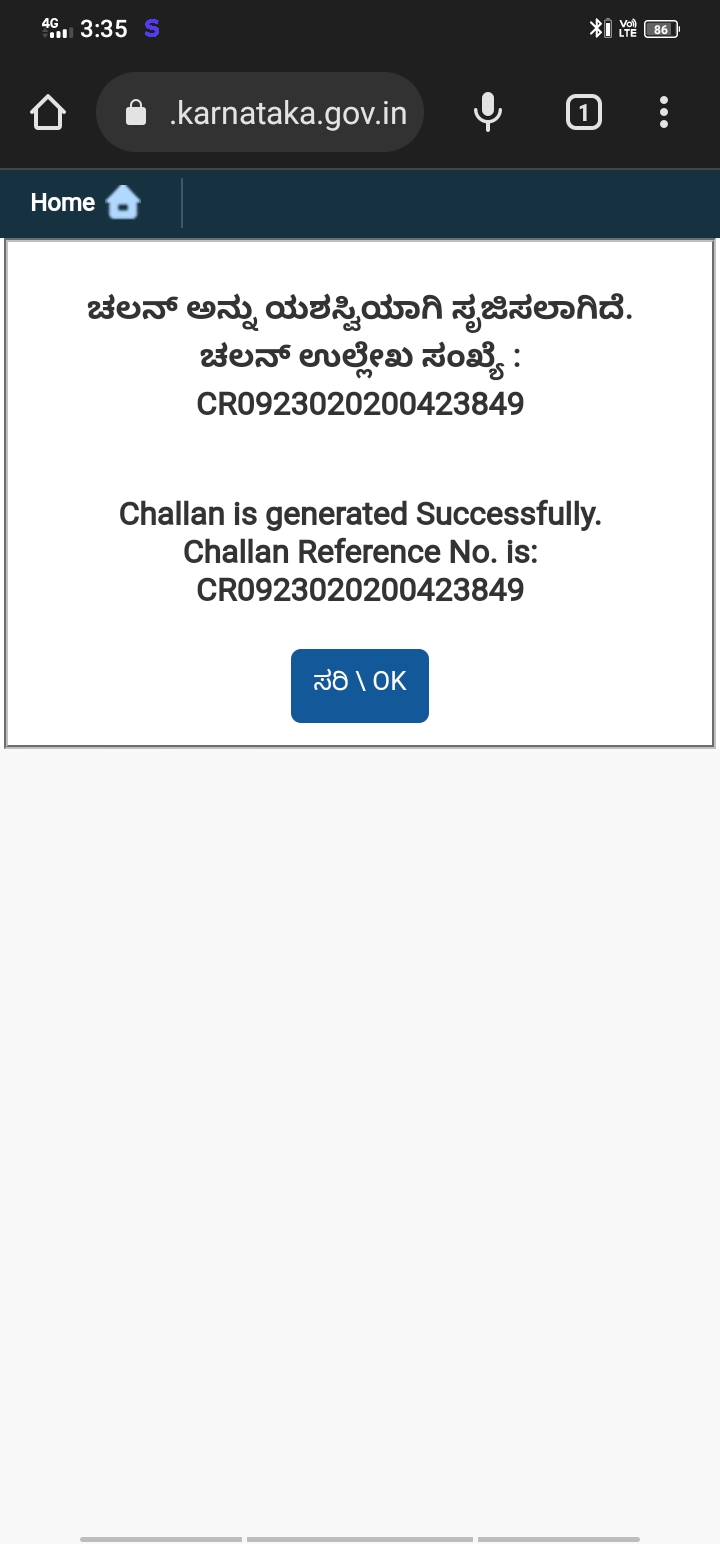 4G 3:35 S Vo) LTE 86
.karnataka.gov.in 1
Home
ಚಲನ್ ಅನ್ನು ಯಶಸ್ವಿಯಾಗಿ ಸೃಜಿಸಲಾಗಿದೆ.
ಚಲನ್ ಉಲ್ಲೇಖ ಸಂಖ್ಯೆ :
CR0923020200423849
Challan is generated Successfully.
Challan Reference No. is:
CR0923020200423849
ಸರಿ \ OK